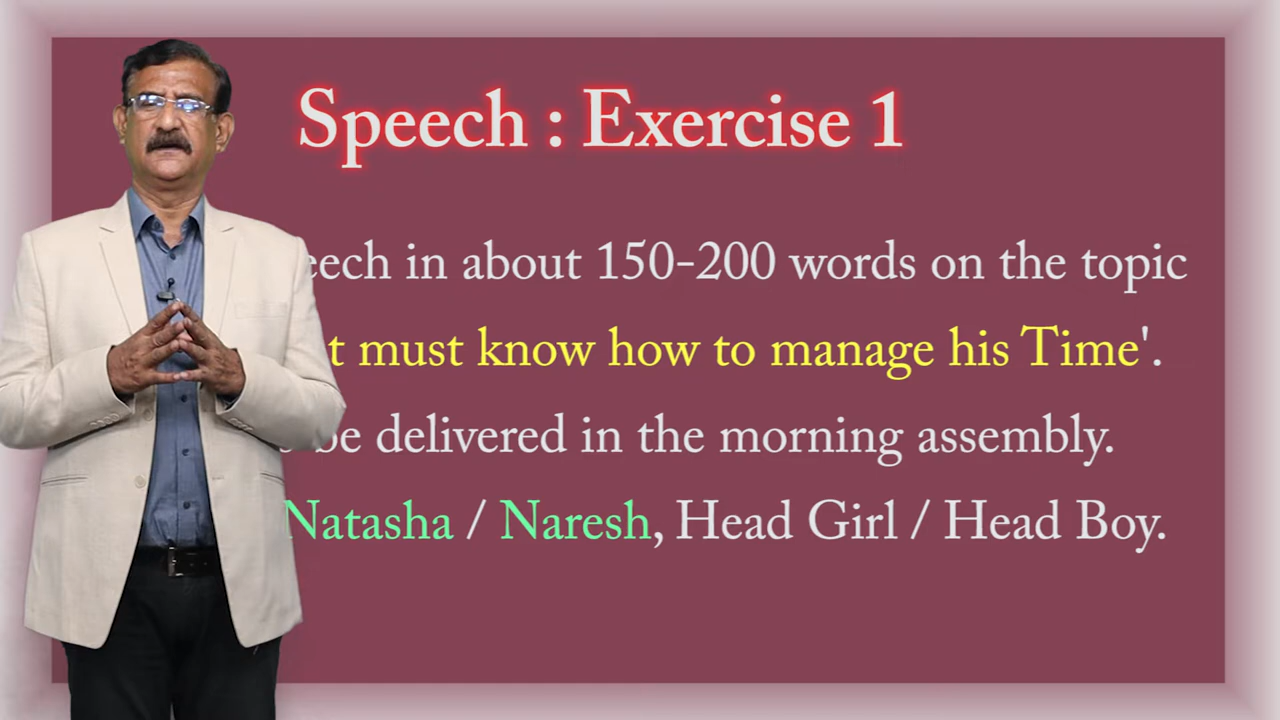 Speech : Exercise 1
in about 150-200 words on the topic
must know how to manage his Time'.
be delivered in the morning assembly.
Natasha / Naresh, Head Girl / Head Boy.